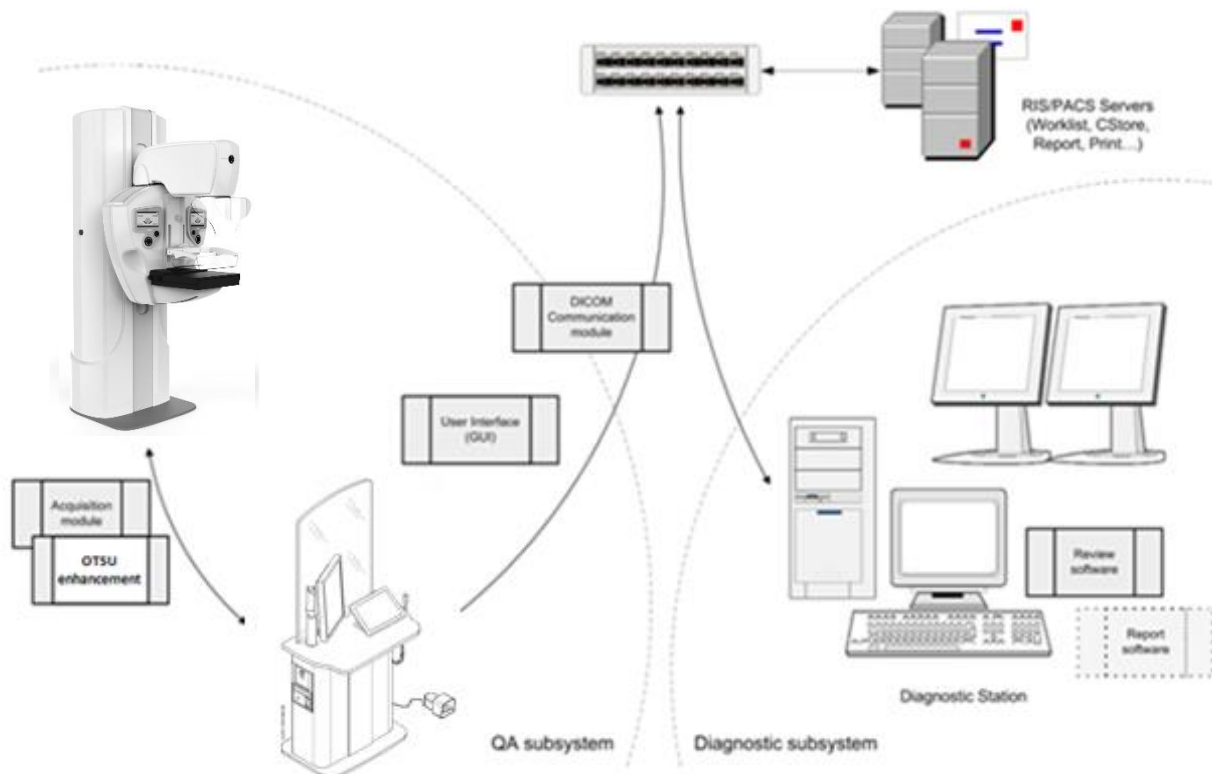 RIS/PACS Servers
(Worklist, CStore,
Report, Print...)
DICOM
Communication
module
User Interface
(GUI)
Acquisition
module
OTSU
enhancement
Review
software
Report
software
Diagnostic Station
QA subsystem
Diagnostic subsystem